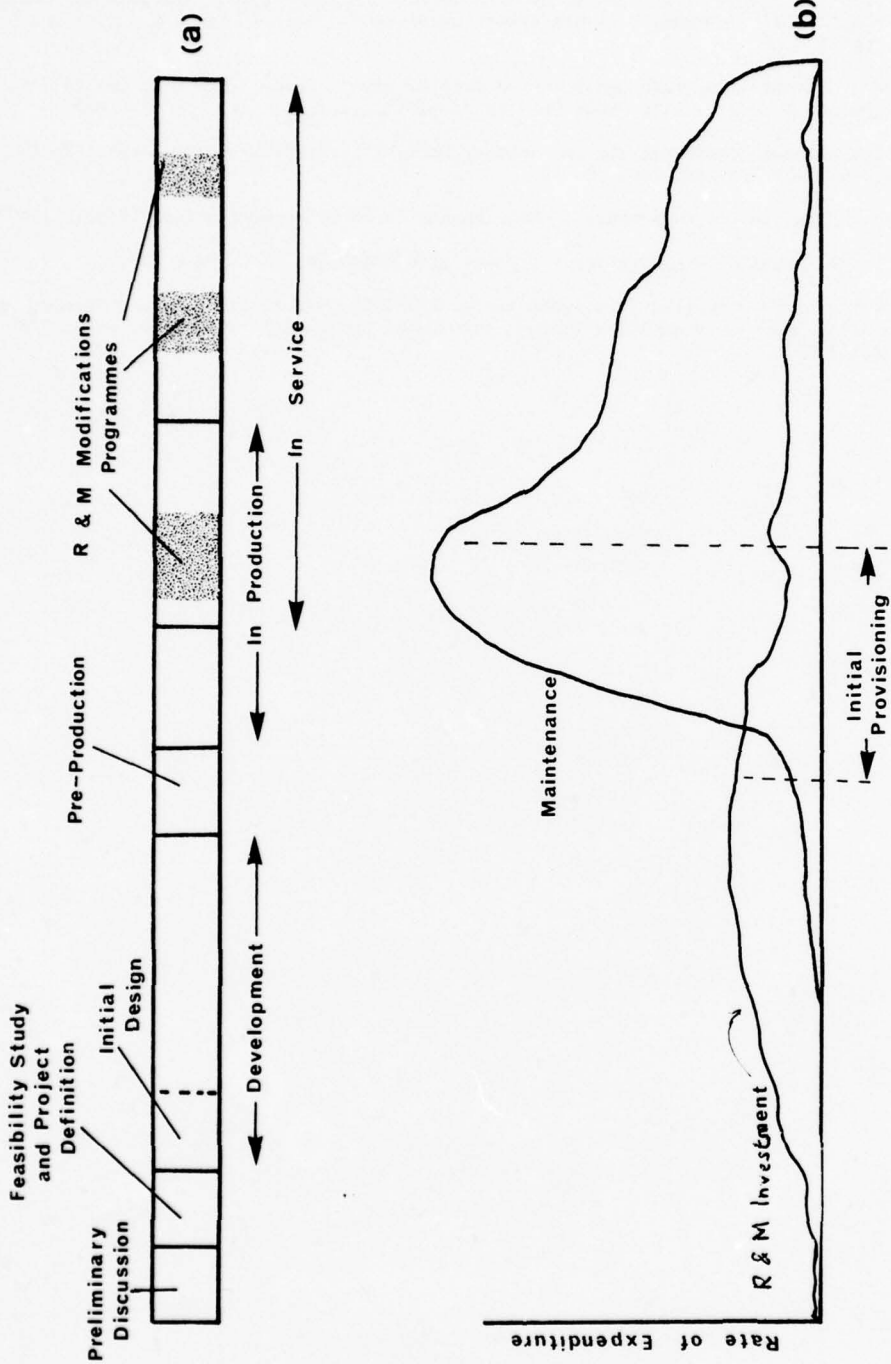 Preliminary
Discussion
Feasibility Study
and Project
Definition
Initial
Design
Pre-Production
R & M Modifications
Programmes
(a)
Development
In Production
In Service
Rate of Expenditure
R & M Investment
Maintenance
Initial
Provisioning
(b)